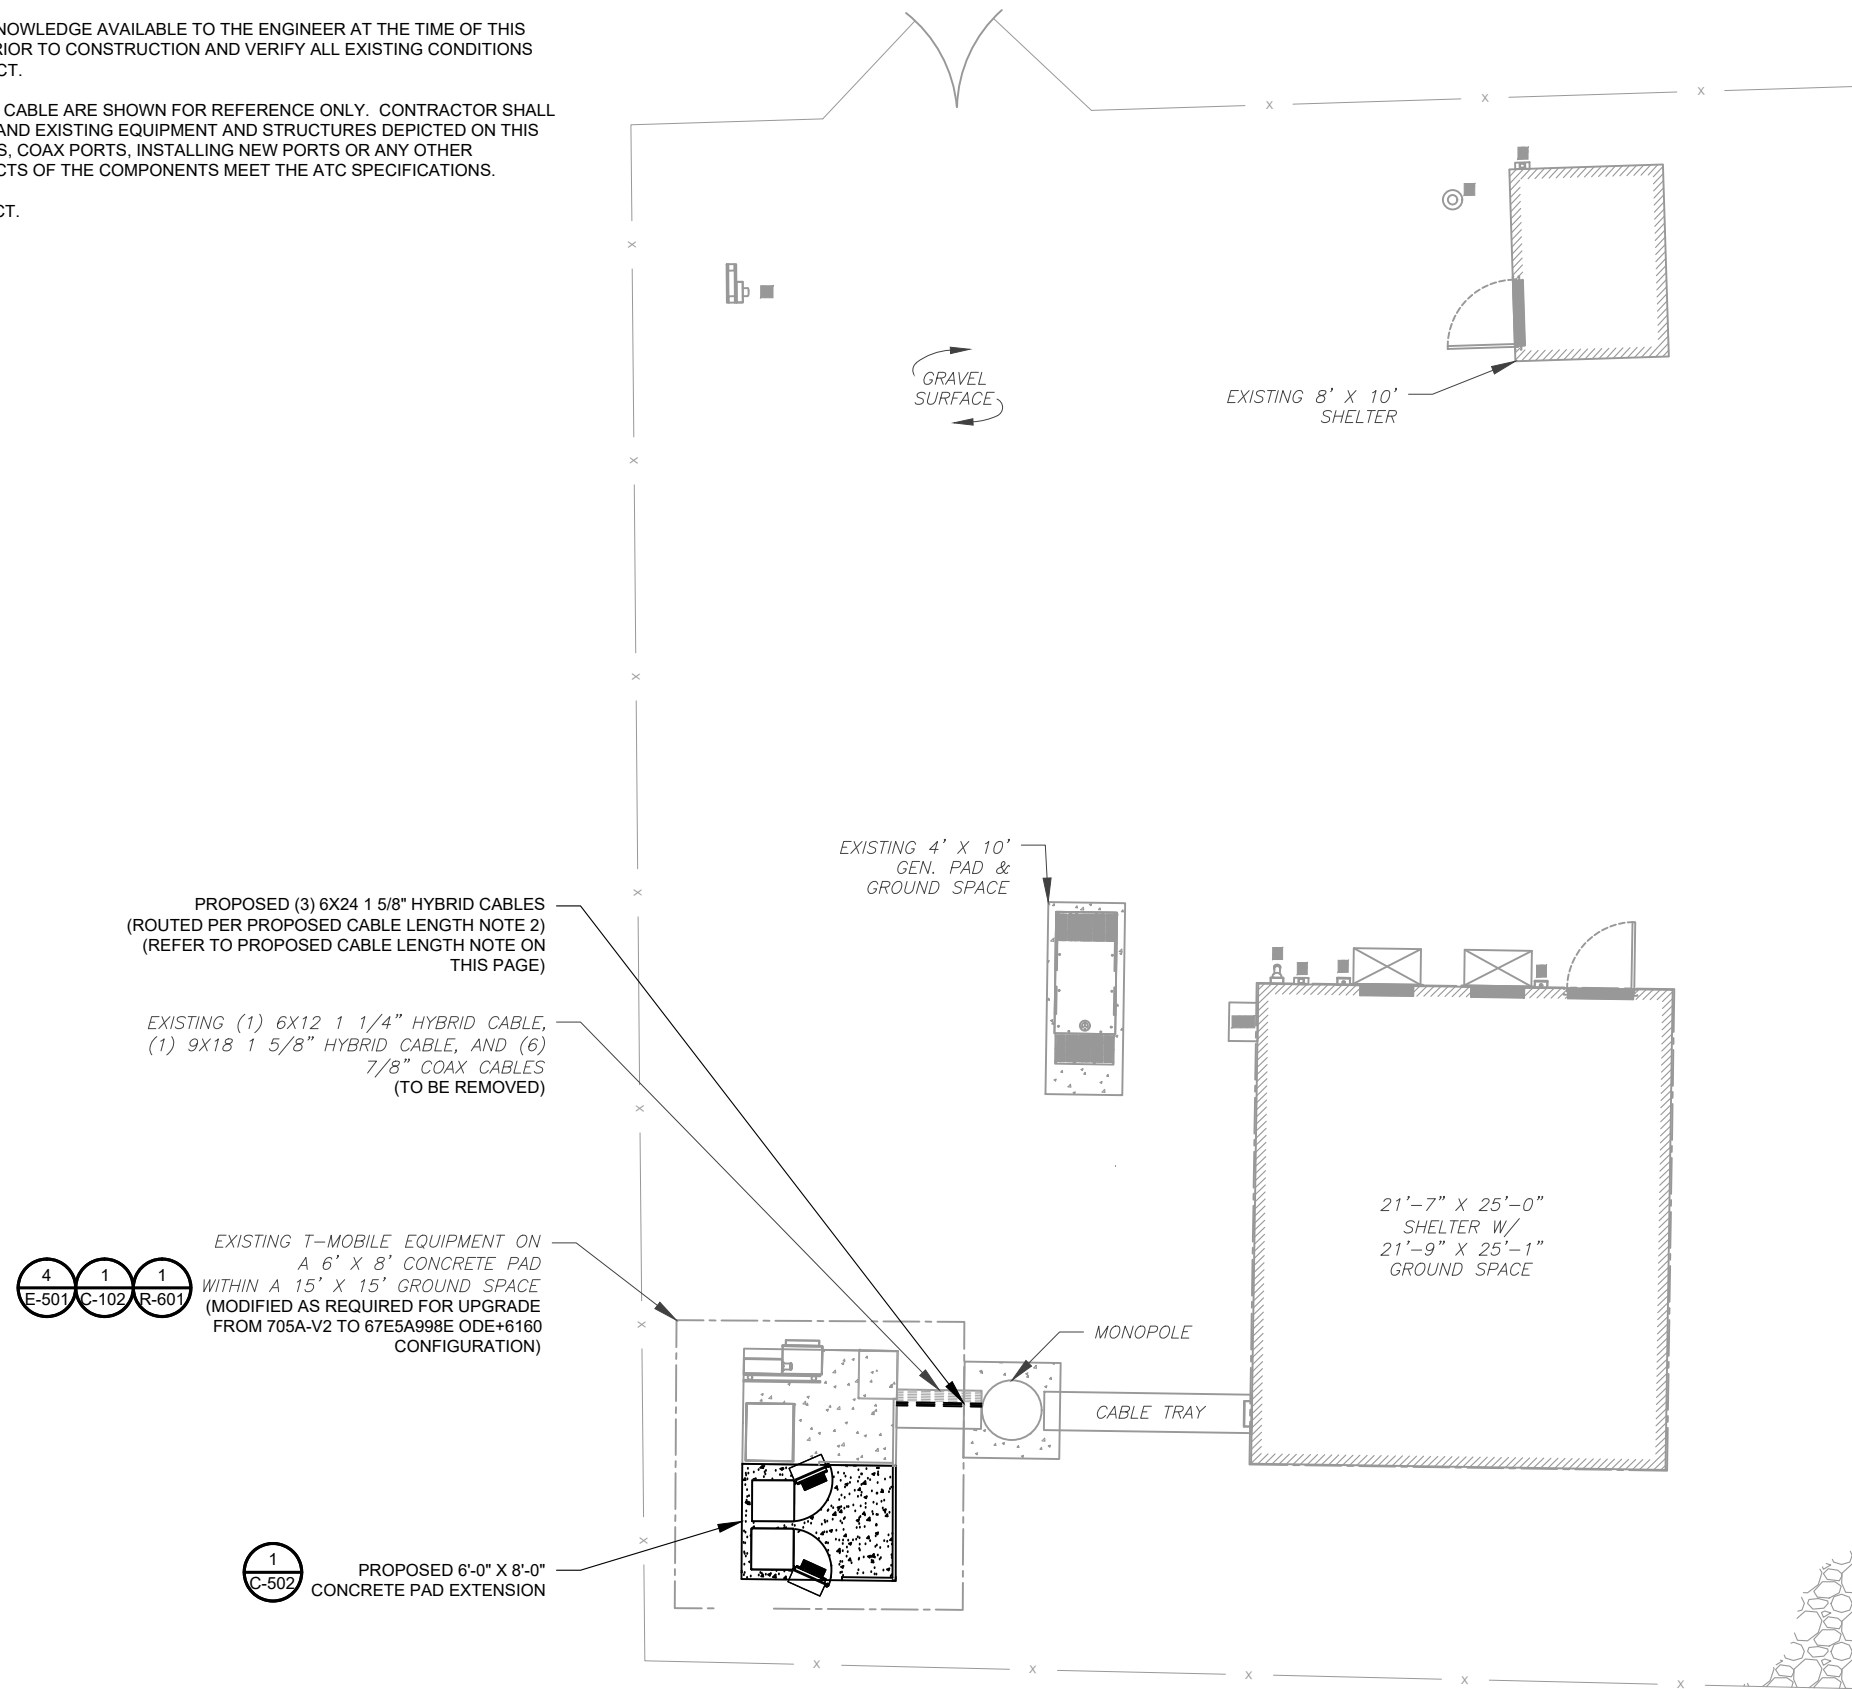 NOWLEDGE AVAILABLE TO THE ENGINEER AT THE TIME OF THIS
RIOR TO CONSTRUCTION AND VERIFY ALL EXISTING CONDITIONS
CT.
CABLE ARE SHOWN FOR REFERENCE ONLY.  CONTRACTOR SHALL
AND EXISTING EQUIPMENT AND STRUCTURES DEPICTED ON THIS
S, COAX PORTS, INSTALLING NEW PORTS OR ANY OTHER
CTS OF THE COMPONENTS MEET THE ATC SPECIFICATIONS.
CT.
GRAVEL
SURFACE
EXISTING 8' X 10'
SHELTER
EXISTING 4' X 10'
GEN. PAD &
GROUND SPACE
PROPOSED (3) 6X24 1 5/8" HYBRID CABLES
(ROUTED PER PROPOSED CABLE LENGTH NOTE 2)
(REFER TO PROPOSED CABLE LENGTH NOTE ON
THIS PAGE)
EXISTING (1) 6X12 1 1/4" HYBRID CABLE,
(1) 9X18 1 5/8" HYBRID CABLE, AND (6)
7/8" COAX CABLES
(TO BE REMOVED)
21'-7" X 25'-0"
SHELTER W/
21'-9" X 25'-1"
GROUND SPACE
EXISTING T-MOBILE EQUIPMENT ON
A 6' X 8' CONCRETE PAD
WITHIN A 15' X 15' GROUND SPACE
(MODIFIED AS REQUIRED FOR UPGRADE
FROM 705A-V2 TO 67E5A998E ODE+6160
CONFIGURATION)
4
E-501
1
C-102
1
R-601
MONOPOLE
CABLE TRAY
1
C-502
PROPOSED 6'-0" X 8'-0"
CONCRETE PAD EXTENSION